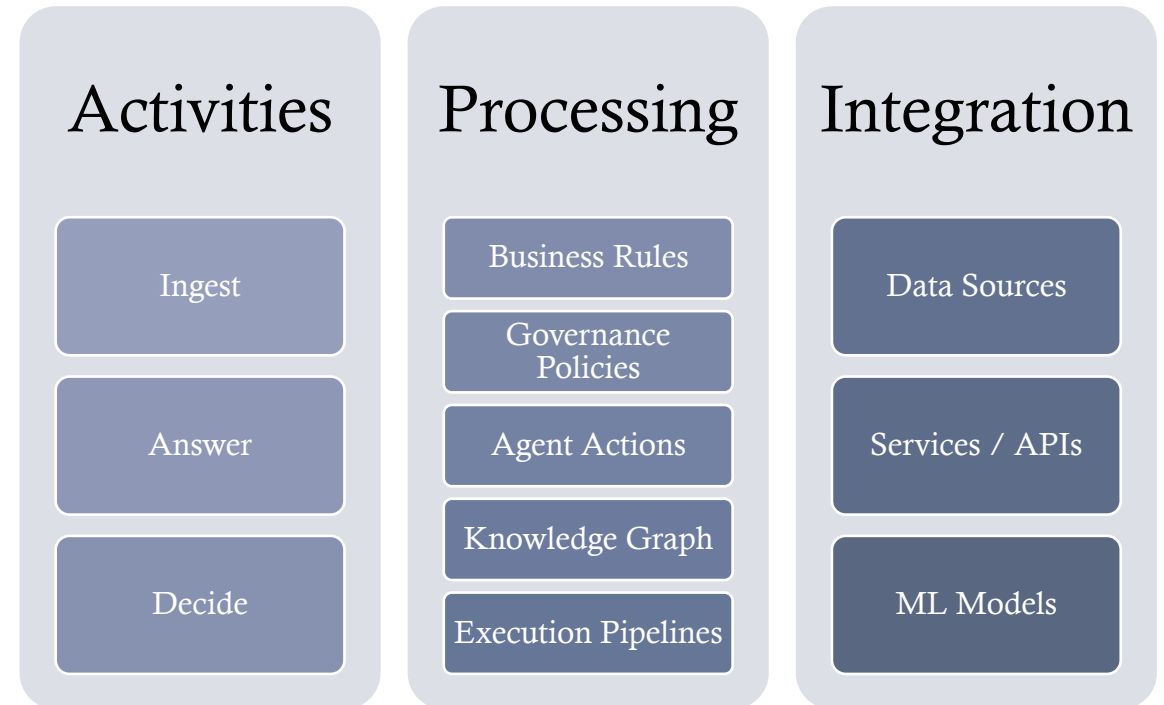 Activities
Ingest
Answer
Decide
Processing
Business Rules
Governance
Policies
Agent Actions
Knowledge Graph
Execution Pipelines
Integration
Data Sources
Services / APIs
ML Models